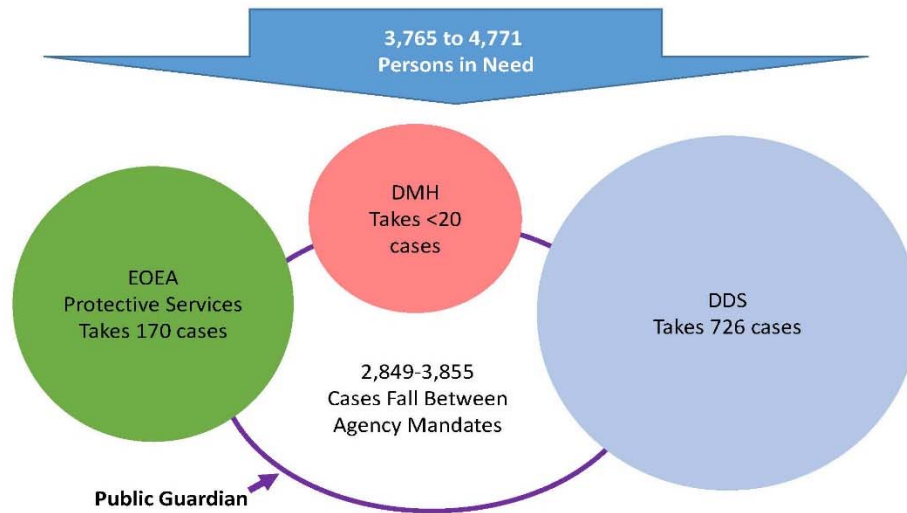 3,765 to 4,771
Persons in Need
DMH
Takes <20
cases
EOEA
Protective Services
Takes 170 cases
DDS
Takes 726 cases
2,849-3,855
Cases Fall Between
Agency Mandates
Public Guardian